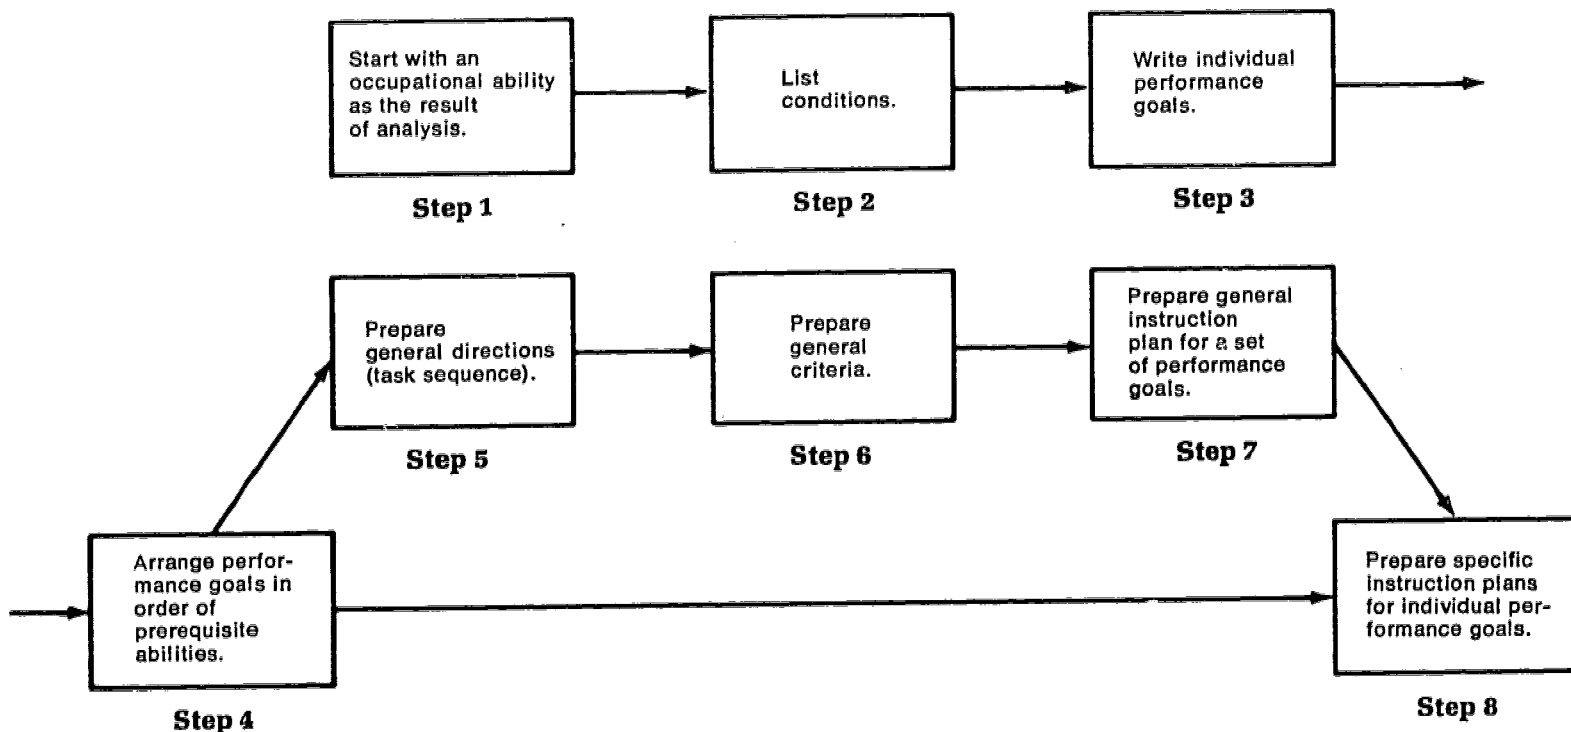 Start with an
occupational ability
as the result
of analysis.
Step 1
List
conditions.
Step 2
Write individual
performance
goals.
Step 3
Prepare
general directions
(task sequence).
Step 5
Prepare
general
criteria.
Step 6
Prepare general
instruction
plan for a set
of performance
goals.
Step 7
Arrange perfor-
mance goals in
order of
prerequisite
abilities.
Step 4
Prepare specific
instruction plans
for individual per-
formance goals.
Step 8